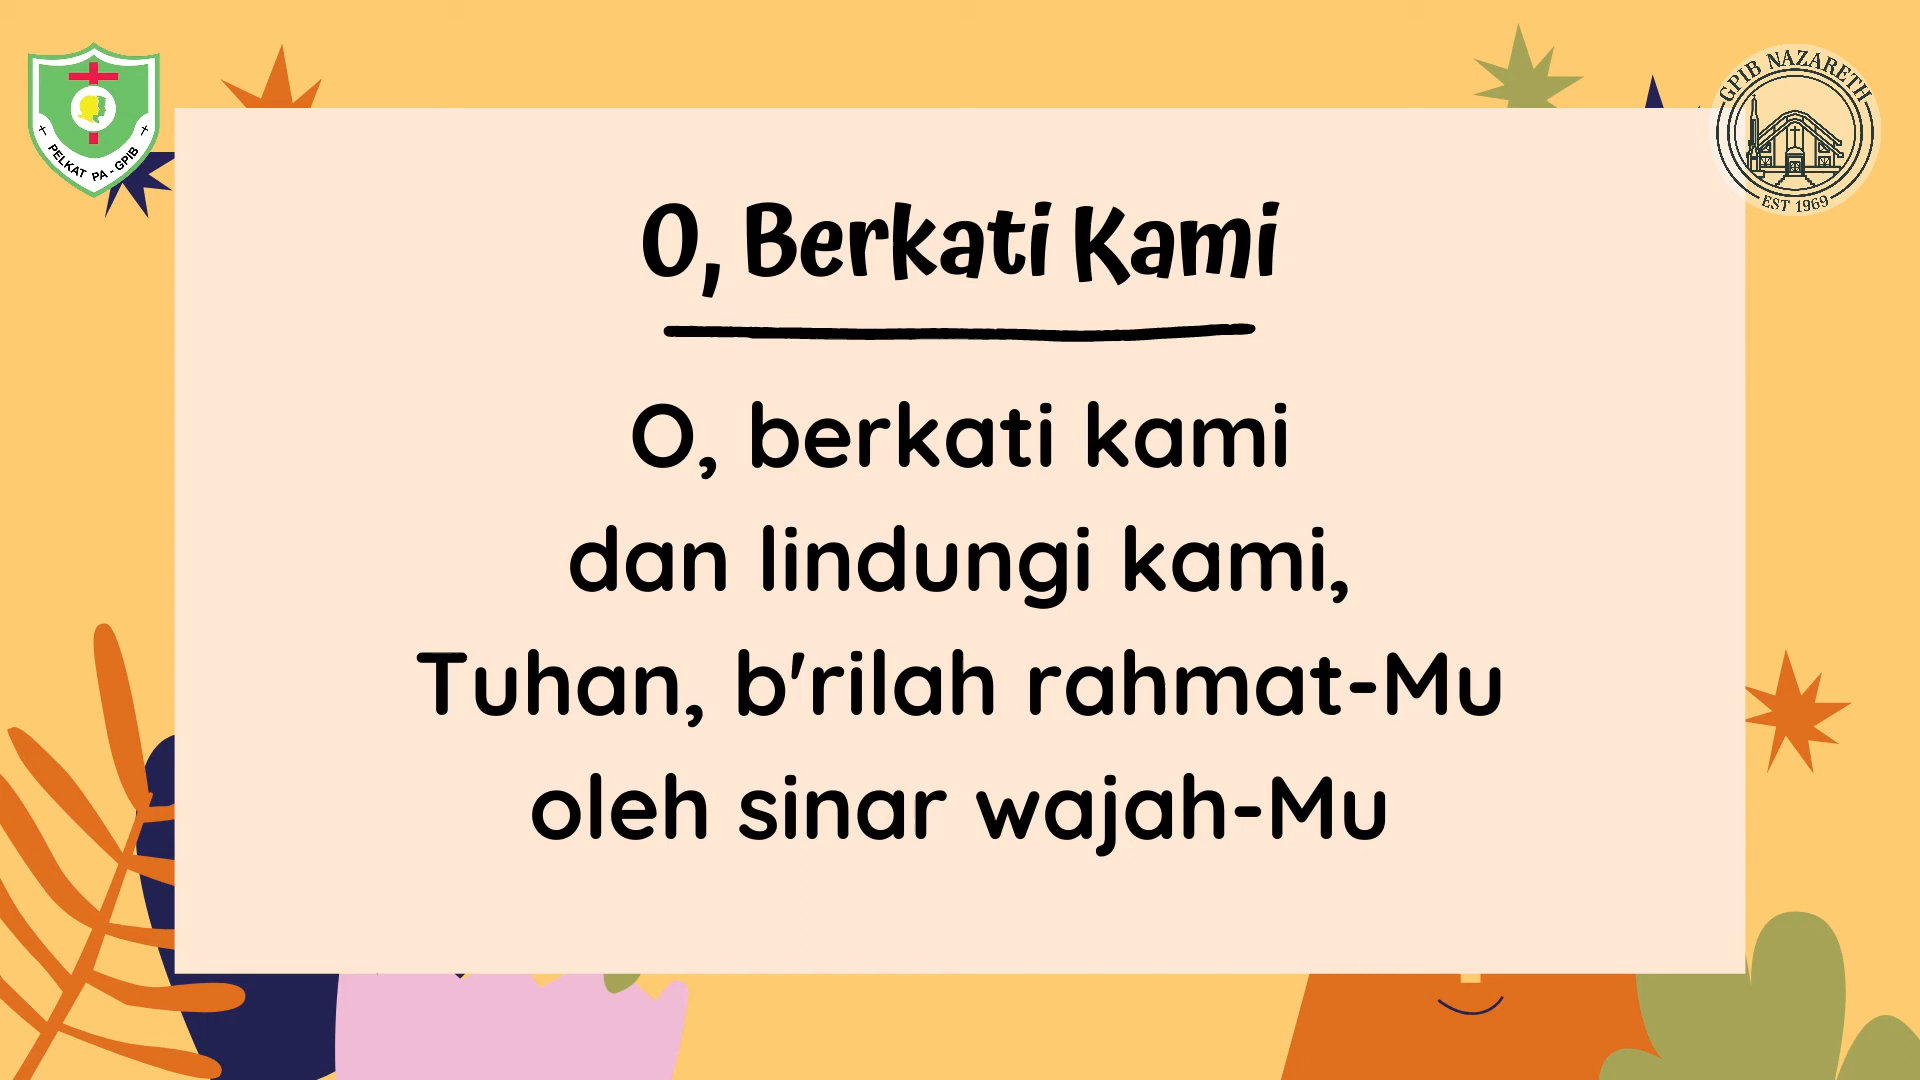 PELKAT PA - GPIB
GPIB NAZARETH
EST 1969
O, Berkati Kami
O, berkati kami
dan lindungi kami,
Tuhan, b'rilah rahmat-Mu
oleh sinar wajah-Mu